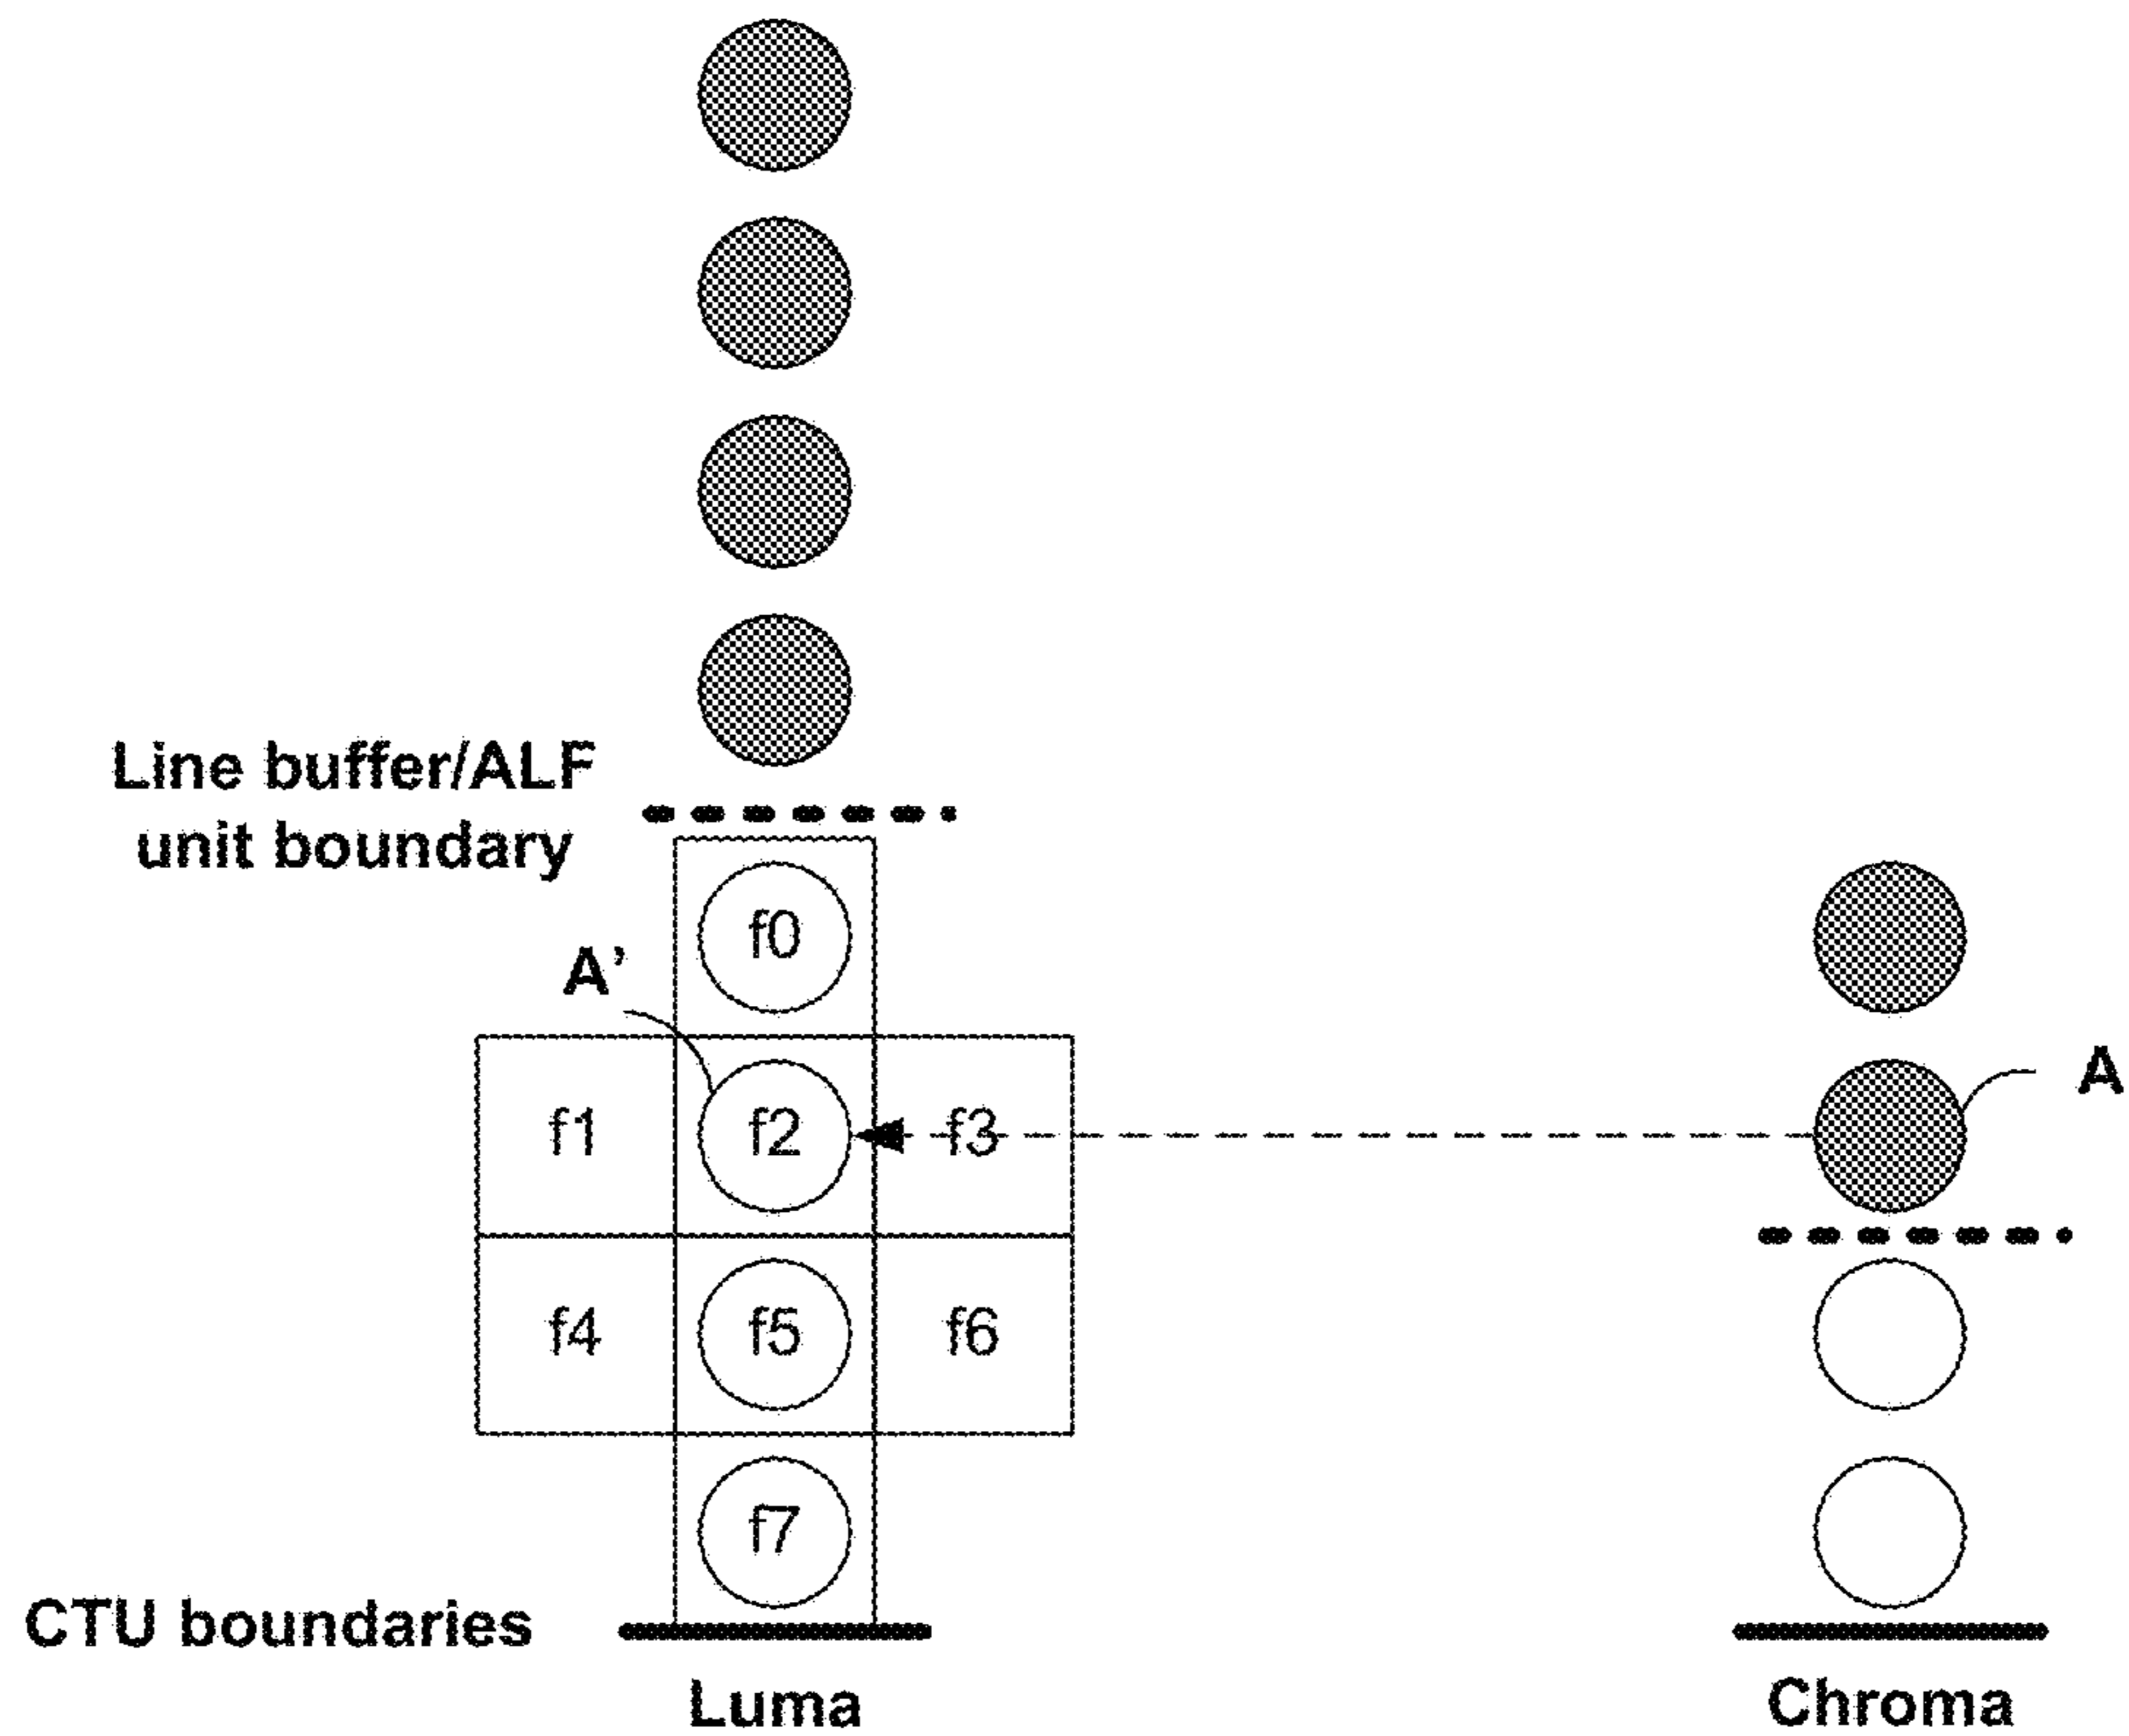 Line buffer/ALF
unit boundary
f0
A’
A
f1 f2 f3
f4 f5 f6
f7
CTU boundaries
Luma Chroma